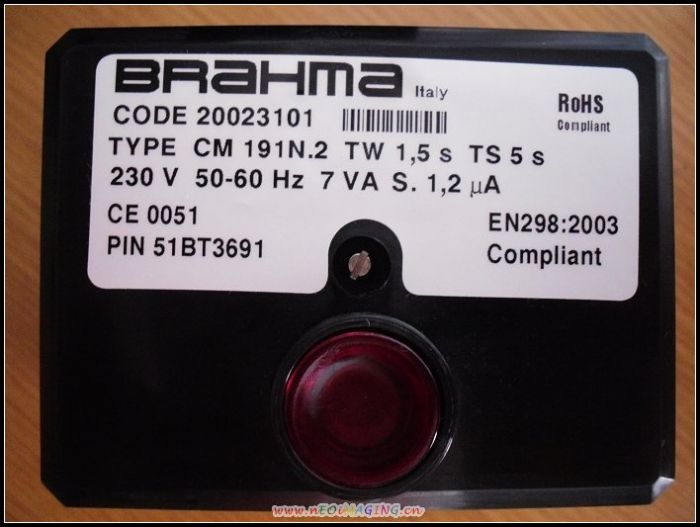 BRAHMA Italy
CODE 20023101
RoHS
Compliant
TYPE CM 191N.2 TW 1,5 s TS 5 s
230 V 50-60 Hz 7 VA S. 1,2 µA
CE 0051
PIN 51BT3691
EN298:2003
Compliant
www.nEOiMAGING.cn